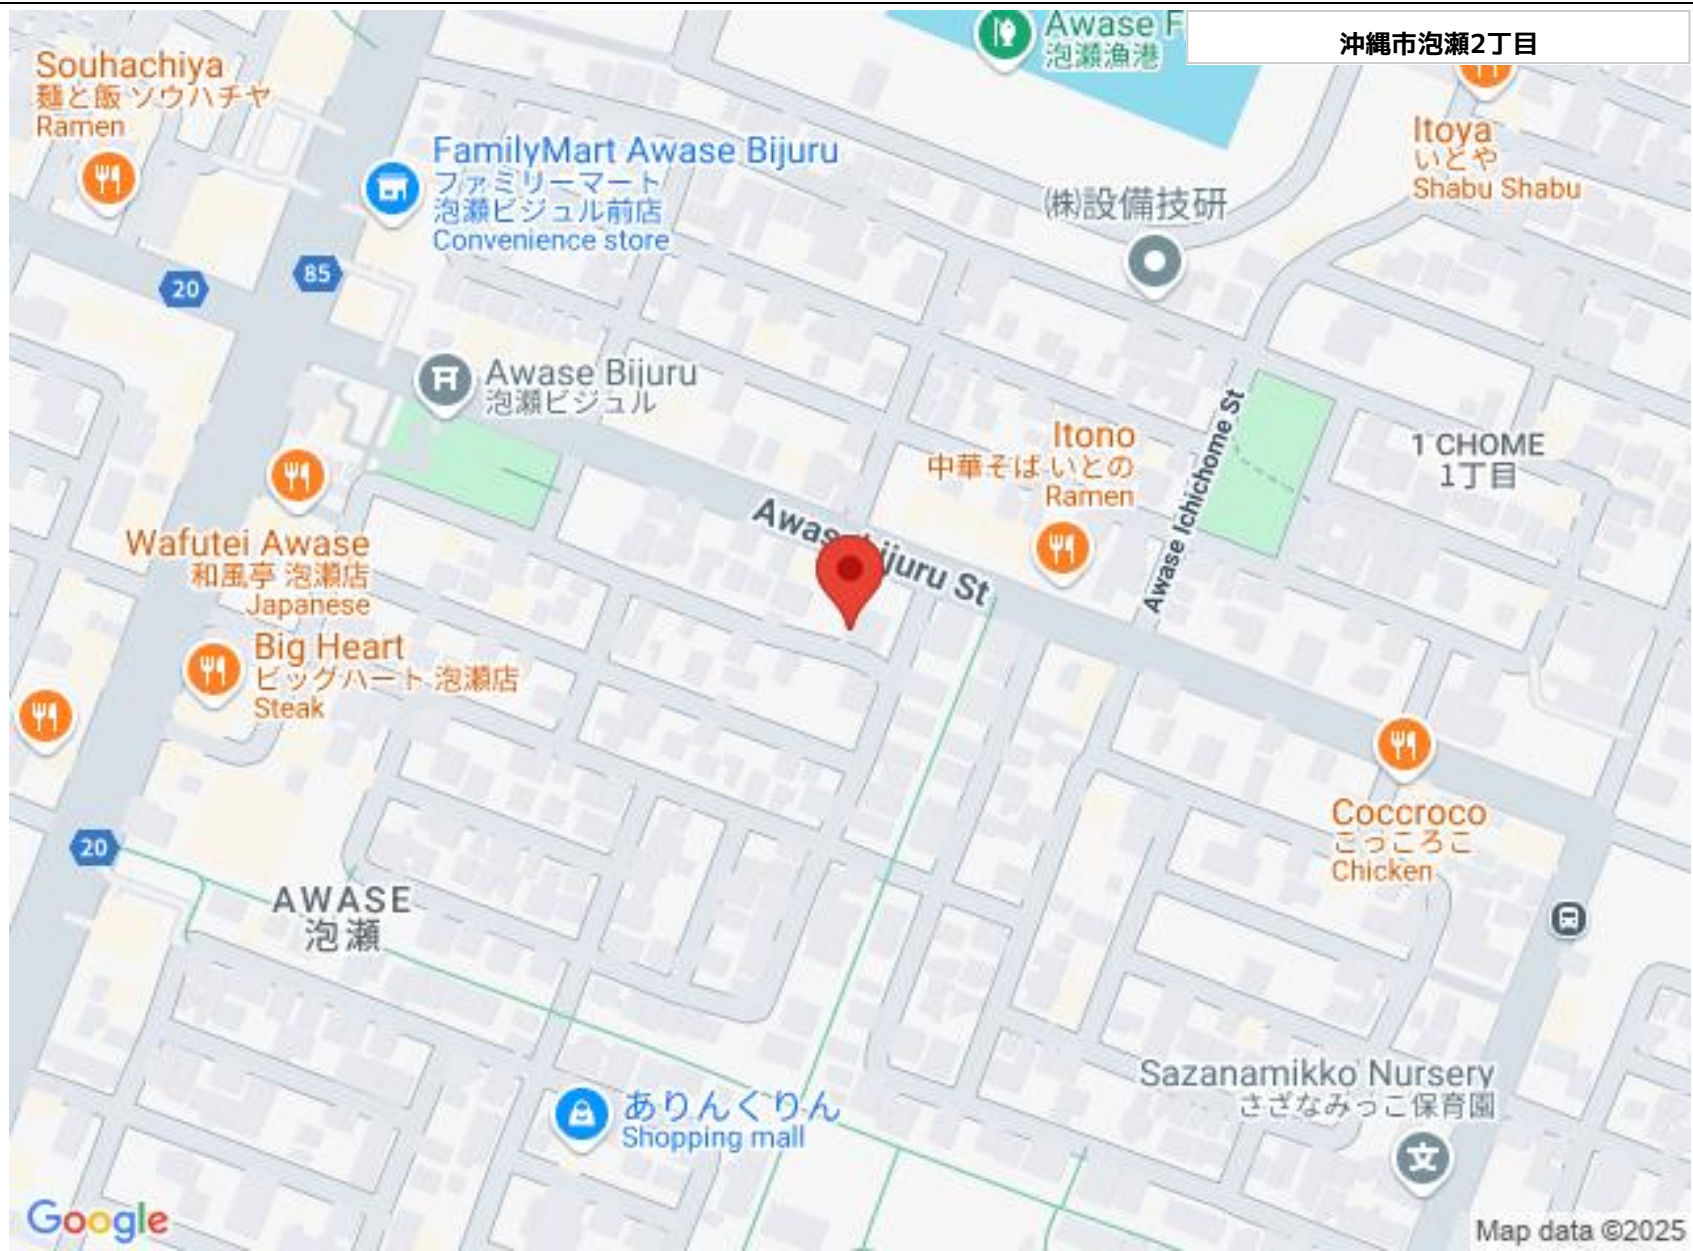 Awase F
泡瀬漁港
沖縄市泡瀬2丁目
Souhachiya
麺と飯 ソウハチヤ
Ramen
Itoya
いとや
Shabu Shabu
FamilyMart Awase Bijuru
ファミリーマート
泡瀬ビジュル前店
Convenience store
(株)設備技研
20
85
Awase Bijuru
泡瀬ビジュル
Itono
中華そば いとの
Ramen
Awase Ichichome St
1 CHOME
1丁目
Wafutei Awase
和風亭 泡瀬店
Japanese
Awase Bijuru St
Big Heart
ビッグハート 泡瀬店
Steak
Coccroco
こっころこ
Chicken
20
AWASE
泡瀬
Sazanamikko Nursery
さざなみっこ保育園
ありんくりん
Shopping mall
文
Google
Map data ©2025